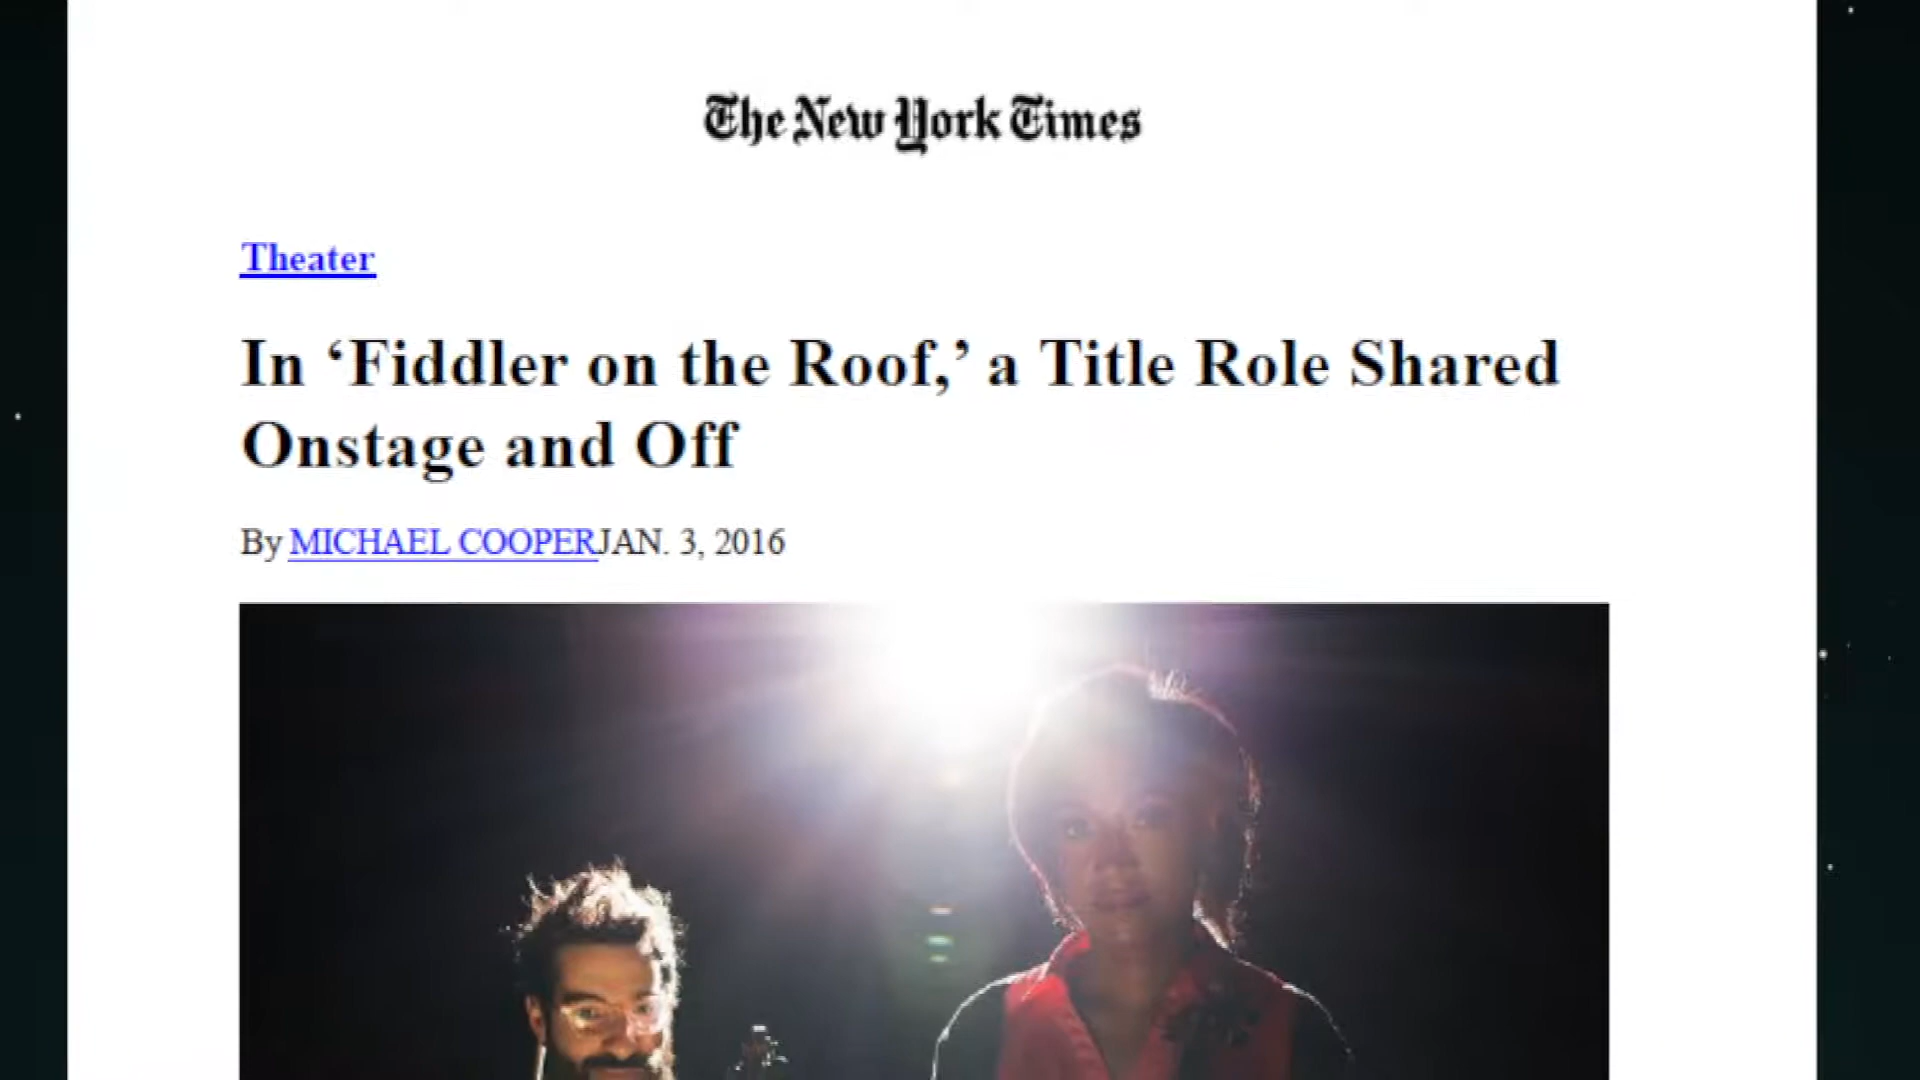 The New York Times
Theater
In ‘Fiddler on the Roof,’ a Title Role Shared
Onstage and Off
By MICHAEL COOPERJAN. 3, 2016